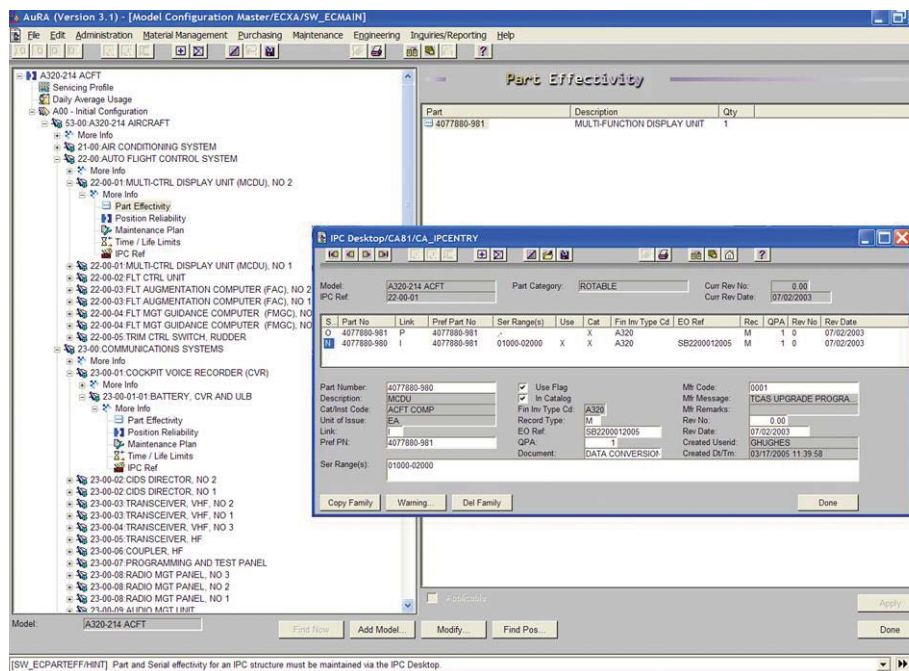 AuRA (Version 3.1) - [Model Configuration Master/ECXA/SW_ECMAIN]
File Edit Administration Material Management Purchasing Maintenance Engineering Inquiries/Reporting Help
A320-214 ACFT
Servicing Profile
Daily Average Usage
A00 - Initial Configuration
53-00:A320-214 AIRCRAFT
More Info
21-00:AIR CONDITIONING SYSTEM
22-00:AUTO FLIGHT CONTROL SYSTEM
More Info
22-00-01:MULTI-CTRL DISPLAY UNIT (MCDU), NO 2
More Info
Part Effectivity
Position Reliability
Maintenance Plan
Time / Life Limits
IPC Ref
22-00-01:MULTI-CTRL DISPLAY UNIT (MCDU), NO 1
22-00-02:FLT CTRL UNIT
22-00-03:FLT AUGMENTATION COMPUTER (FAC), NO 2
22-00-03:FLT AUGMENTATION COMPUTER (FAC), NO 1
22-00-04:FLT MGT GUIDANCE COMPUTER (FMGC), NO
22-00-04:FLT MGT GUIDANCE COMPUTER (FMGC), NO
22-00-05:TRIM CTRL SWITCH, RUDDER
23-00:COMMUNICATIONS SYSTEMS
More Info
23-00-01:COCKPIT VOICE RECORDER (CVR)
More Info
23-00-01-01:BATTERY, CVR AND ULB
More Info
Part Effectivity
Position Reliability
Maintenance Plan
Time / Life Limits
IPC Ref
23-00-02:CIDS DIRECTOR, NO 2
23-00-02:CIDS DIRECTOR, NO 1
23-00-03:TRANSCEIVER, VHF, NO 2
23-00-03:TRANSCEIVER, VHF, NO 1
23-00-04:TRANSCEIVER, VHF, NO 3
23-00-05:TRANSCEIVER, HF
23-00-06:COUPLER, HF
23-00-07:PROGRAMMING AND TEST PANEL
23-00-08:RADIO MGT PANEL, NO 3
23-00-08:RADIO MGT PANEL, NO 2
23-00-08:RADIO MGT PANEL, NO 1
23-00-09:AUDIO MGT UNIT
Part Effectivity
Part Description Qty
4077880-981 MULTI-FUNCTION DISPLAY UNIT 1
IPC Desktop/CA81/CA_IPCENTRY
Model: A320-214 ACFT Part Category: ROTABLE Curr Rev No: 0.00
IPC Ref: 22-00-01 Curr Rev Date: 07/02/2003
S.. Part No Link Pref Part No Ser Range(s) Use Cat Fin Inv Type Cd EO Ref Rec QPA Rev No Rev Date
O 4077880-981 P 4077880-981 .- X A320 M 1 0 07/02/2003
N 4077880-980 I 4077880-981 01000-02000 X X A320 SB2200012005 M 1 0 07/02/2003
Part Number: 4077880-980 Use Flag Mfr Code: 0001
Description: MCDU In Catalog Mfr Message: TCAS UPGRADE PROGRA...
Cat/Inst Code: ACFT COMP Fin Inv Type Cd: A320 Mfr Remarks:
Unit of Issue: EA Record Type: M Rev No: 0.00
Link: I EO Ref: SB2200012005 Rev Date: 07/02/2003
Pref PN: 4077880-981 QPA: 1 Created Userid: GHUGHES
Document: DATA CONVERSION Created Dt/Tm: 03/17/2005 11:39:58
Ser Range(s): 01000-02000
Copy Family Warning... Del Family Done
Applicable
Apply
Model: A320-214 ACFT Find Now Add Model... Modify... Find Pos... Done
[SW_ECPARTEFF/HINT] Part and Serial effectivity for an IPC structure must be maintained via the IPC Desktop.